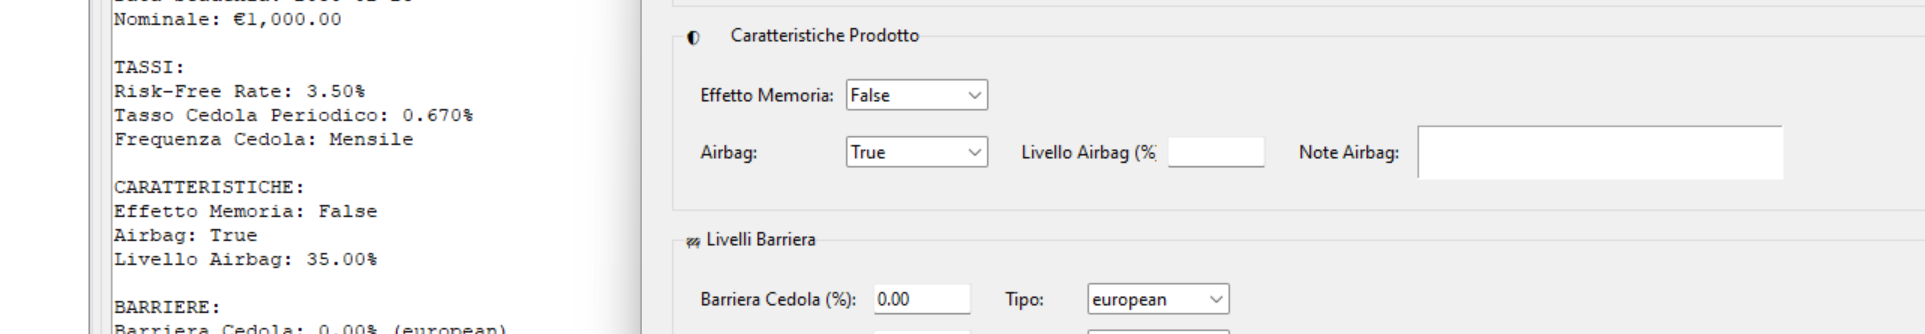 Nominale: €1,000.00
TASSI:
Risk-Free Rate: 3.50%
Tasso Cedola Periodico: 0.670%
Frequenza Cedola: Mensile
CARATTERISTICHE:
Effetto Memoria: False
Airbag: True
Livello Airbag: 35.00%
BARRIERE:
Barriera Cedola: 0.00% (european)
Caratteristiche Prodotto
Effetto Memoria: False
Airbag: True Livello Airbag (% Note Airbag:
Livelli Barriera
Barriera Cedola (%): 0.00 Tipo: european